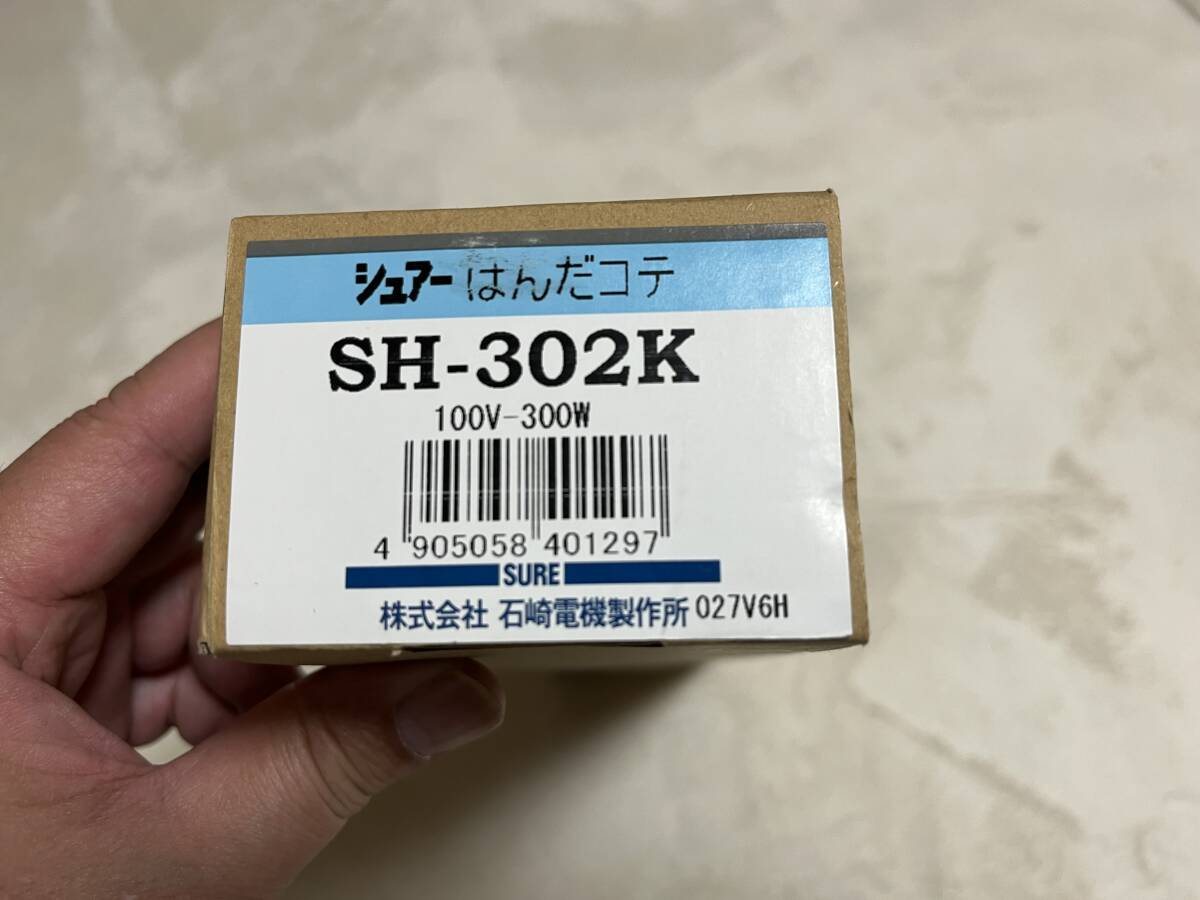 シュアー はんだコテ
SH-302K
100V-300W
4 905058 401297
SURE
株式会社 石崎電機製作所 027V6H